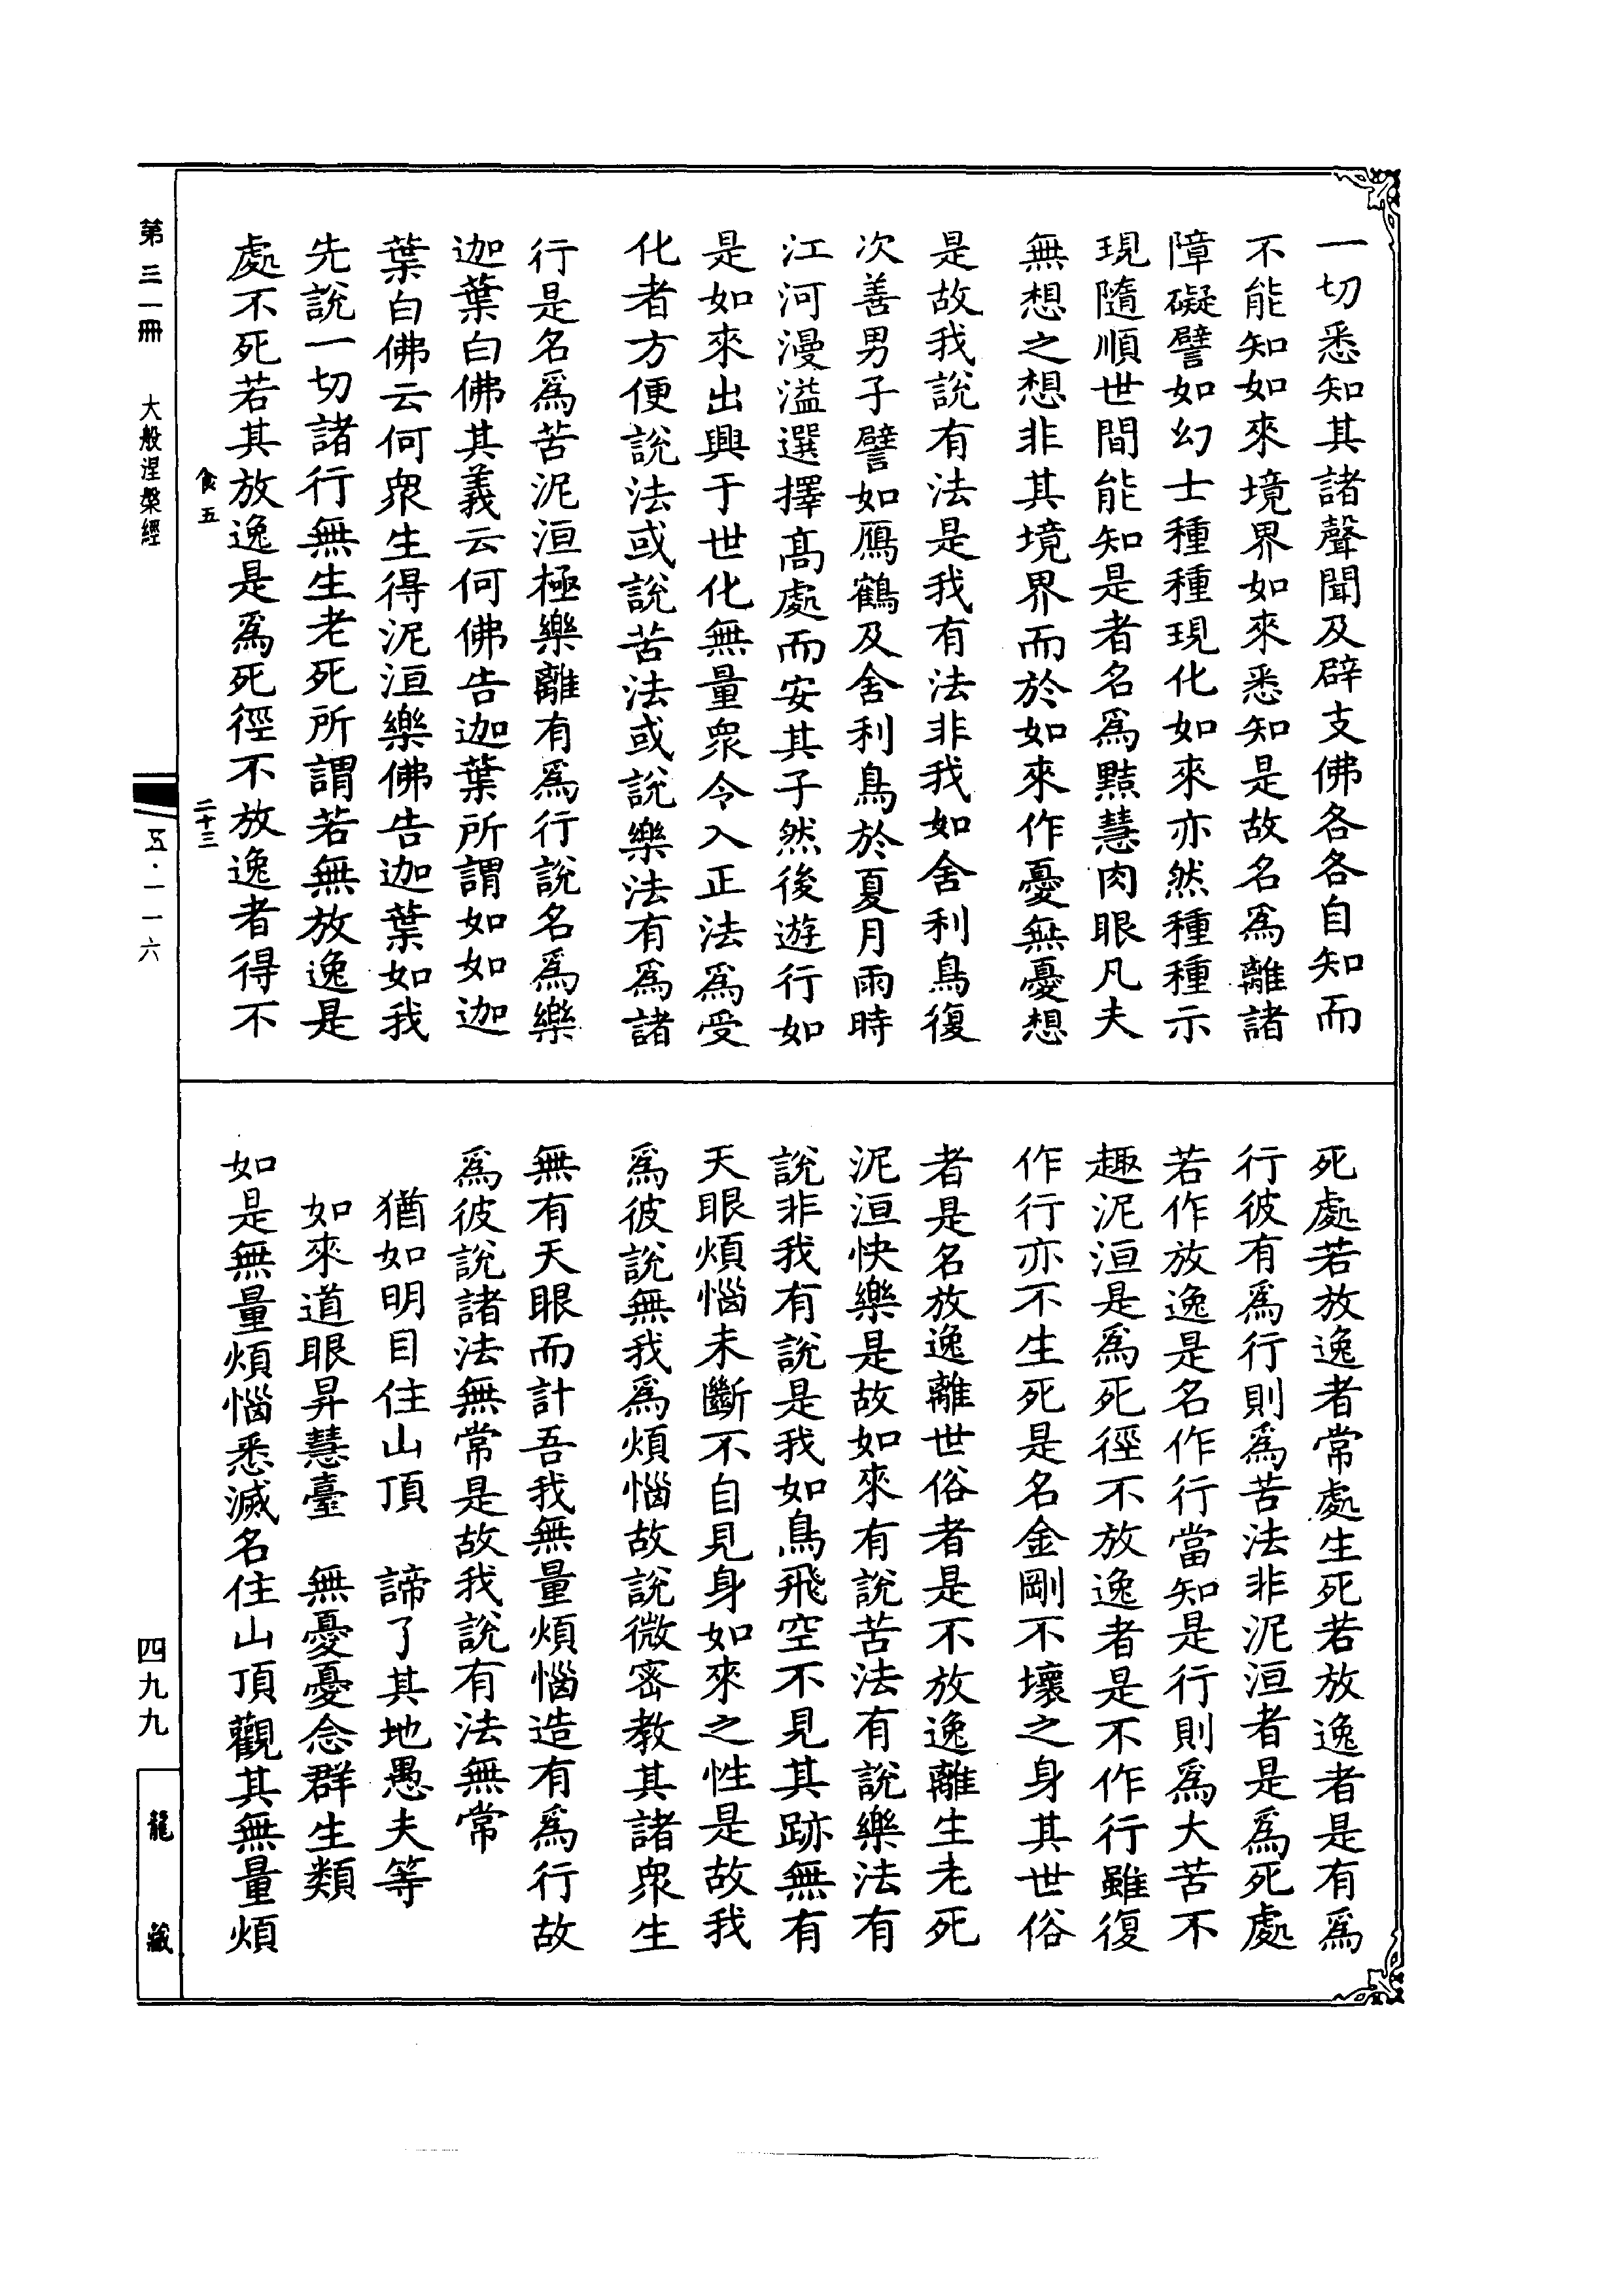 一切悉知其諸聲聞及辟支佛各各自知而
不能知如來境界如來悉知是故名爲離諸
障礙譬如幻士種種現化如來亦然種種示
現隨順世間能知是者名爲黠慧肉眼凡夫
無想之想非其境界而於如來作憂無憂想
是故我說有法是我有法非我如舍利鳥復
次善男子譬如鴈鶴及舍利鳥於夏月雨時
江河漫溢選擇高處而安其子然後遊行如
是如來出興于世化無量衆令入正法爲受
化者方便說法或說苦法或說樂法有爲諸
行是名爲苦泥洹極樂離有爲行說名爲樂
迦葉白佛其義云何佛告迦葉所謂如如迦
葉白佛云何衆生得泥洹樂佛告迦葉如我
先說一切諸行無生老死所謂若無放逸是
處不死若其放逸是爲死徑不放逸者得不
食五
二十三
死處若放逸者常處生死若放逸者是有爲
行彼有爲行則爲苦法非泥洹者是爲死處
若作放逸是名作行當知是行則爲大苦不
趣泥洹是爲死徑不放逸者是不作行雖復
作行亦不生死是名金剛不壞之身其世俗
者是名放逸離世俗者是不放逸離生老死
泥洹快樂是故如來有說苦法有說樂法有
說非我有說是我如鳥飛空不見其跡無有
天眼煩惱未斷不自見身如來之性是故我
爲彼說無我爲煩惱故說微密教其諸衆生
無有天眼而計吾我無量煩惱造有爲行故
爲彼說諸法無常是故我說有法無常
猶如明目住山頂　諦了其地愚夫等
如來道眼昇慧臺　無憂憂念群生類
如是無量煩惱悉滅名住山頂觀其無量煩
第三一冊
大般涅槃經
五·一一六
四九九
龍藏